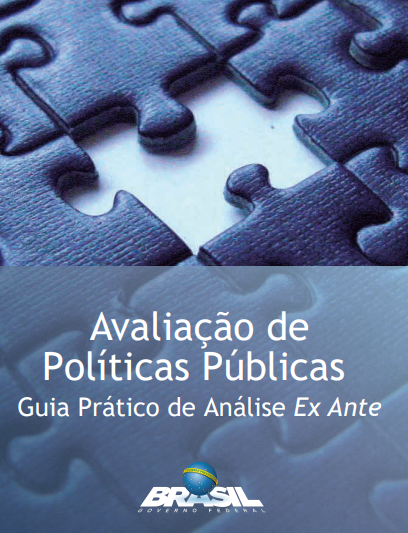 Avaliação de
Políticas Públicas
Guia Prático de Análise Ex Ante
BRASIL
GOVERNO FEDERAL